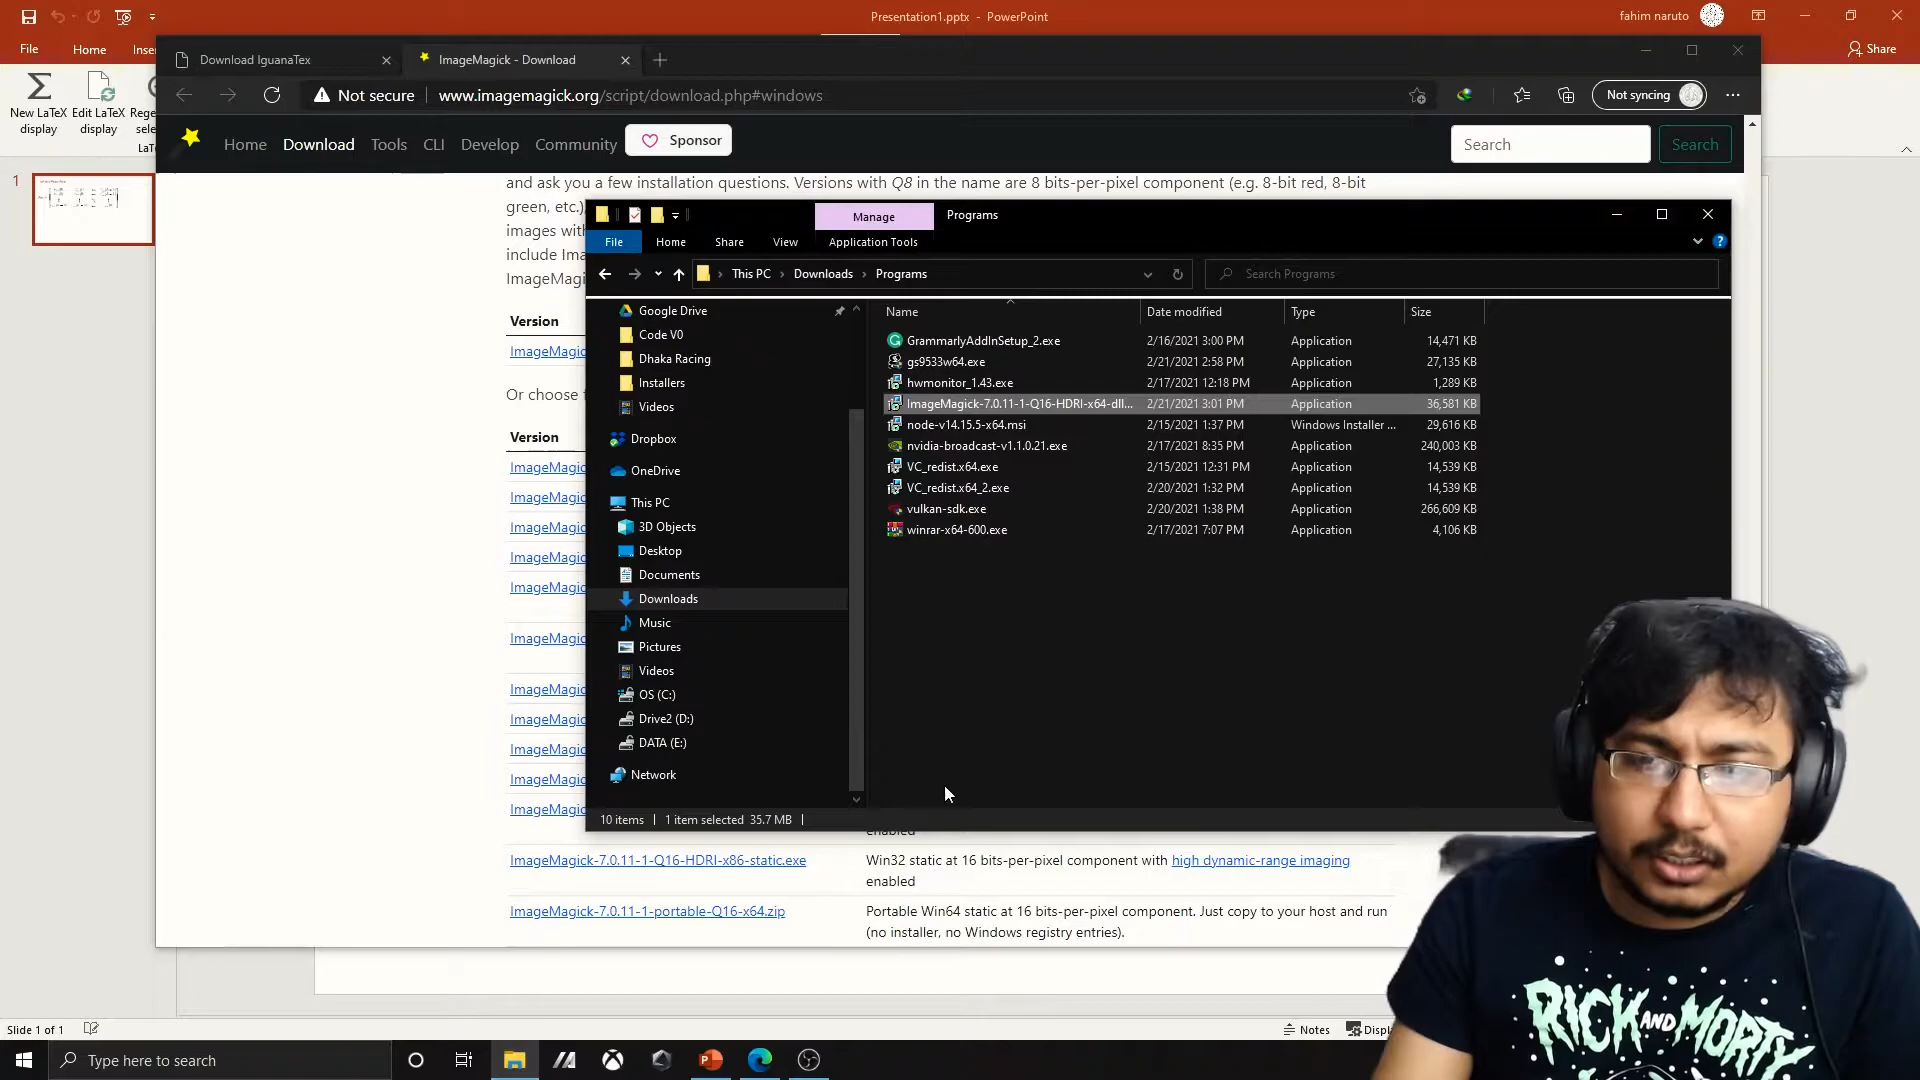 Presentation1.pptx - PowerPoint
fahim naruto
File
Home
Share
New LaTeX display
Edit LaTeX display
1
Download IguanaTex
ImageMagick - Download
Not secure
www.imagemagick.org/script/download.php#windows
Not syncing
Home
Download
Tools
CLI
Develop
Community
Sponsor
Search
Search
and ask you a few installation questions. Versions with Q8 in the name are 8 bits-per-pixel component (e.g. 8-bit red, 8-bit
green, etc.)
images with
Version
Version
Manage
Programs
File
Home
Share
View
Application Tools
This PC
Downloads
Programs
Search Programs
Google Drive
Code V0
Dhaka Racing
Installers
Videos
Dropbox
OneDrive
This PC
3D Objects
Desktop
Documents
Downloads
Music
Pictures
Videos
OS (C:)
Drive2 (D:)
DATA (E:)
Network
Name Date modified Type Size
GrammarlyAddInSetup_2.exe 2/16/2021 3:00 PM Application 14,471 KB
gs9533w64.exe 2/21/2021 2:58 PM Application 27,135 KB
hwmonitor_1.43.exe 2/17/2021 12:18 PM Application 1,289 KB
ImageMagick-7.0.11-1-Q16-HDRI-x64-dll... 2/21/2021 3:01 PM Application 36,581 KB
node-v14.15.5-x64.msi 2/15/2021 1:37 PM Windows Installer ... 29,616 KB
nvidia-broadcast-v1.1.0.21.exe 2/17/2021 8:35 PM Application 240,003 KB
VC_redist.x64.exe 2/15/2021 12:31 PM Application 14,539 KB
VC_redist.x64_2.exe 2/20/2021 1:32 PM Application 14,539 KB
vulkan-sdk.exe 2/20/2021 1:38 PM Application 266,609 KB
winrar-x64-600.exe 2/17/2021 7:07 PM Application 4,106 KB
10 items
1 item selected 35.7 MB
enabled
ImageMagick-7.0.11-1-Q16-HDRI-x86-static.exe
Win32 static at 16 bits-per-pixel component with high dynamic-range imaging
enabled
ImageMagick-7.0.11-1-portable-Q16-x64.zip
Portable Win64 static at 16 bits-per-pixel component. Just copy to your host and run
(no installer, no Windows registry entries).
RICK AND MORTY
Slide 1 of 1
Notes
Type here to search